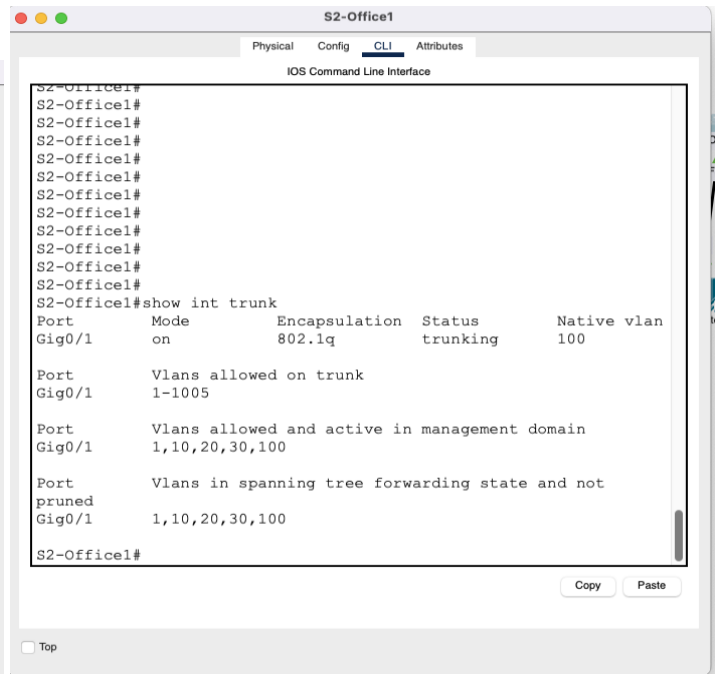 S2-Office1
Physical Config CLI Attributes
IOS Command Line Interface
S2-Office1#
S2-Office1#
S2-Office1#
S2-Office1#
S2-Office1#
S2-Office1#
S2-Office1#
S2-Office1#
S2-Office1#
S2-Office1#
S2-Office1#
S2-Office1#
S2-Office1#show int trunk
Port Mode Encapsulation Status Native vlan
Gig0/1 on 802.1q trunking 100
Port Vlans allowed on trunk
Gig0/1 1-1005
Port Vlans allowed and active in management domain
Gig0/1 1,10,20,30,100
Port Vlans in spanning tree forwarding state and not
pruned
Gig0/1 1,10,20,30,100
S2-Office1#
Copy Paste
Top